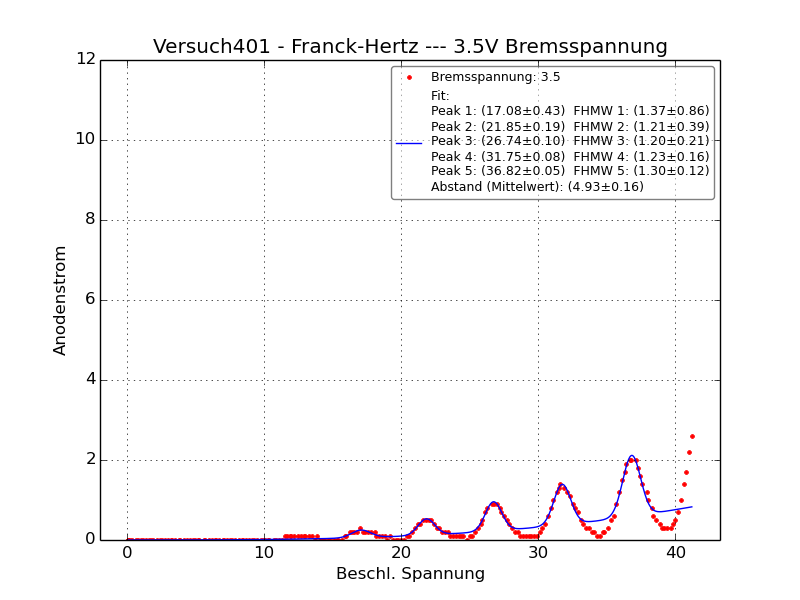 Versuch401 - Franck-Hertz --- 3.5V Bremsspannung
Bremsspannung: 3.5
Fit:
Peak 1: (17.08±0.43) FHMW 1: (1.37±0.86)
Peak 2: (21.85±0.19) FHMW 2: (1.21±0.39)
Peak 3: (26.74±0.10) FHMW 3: (1.20±0.21)
Peak 4: (31.75±0.08) FHMW 4: (1.23±0.16)
Peak 5: (36.82±0.05) FHMW 5: (1.30±0.12)
Abstand (Mittelwert): (4.93±0.16)
Anodenstrom
12
10
8
6
4
2
0
0 10 20 30 40
Beschl. Spannung